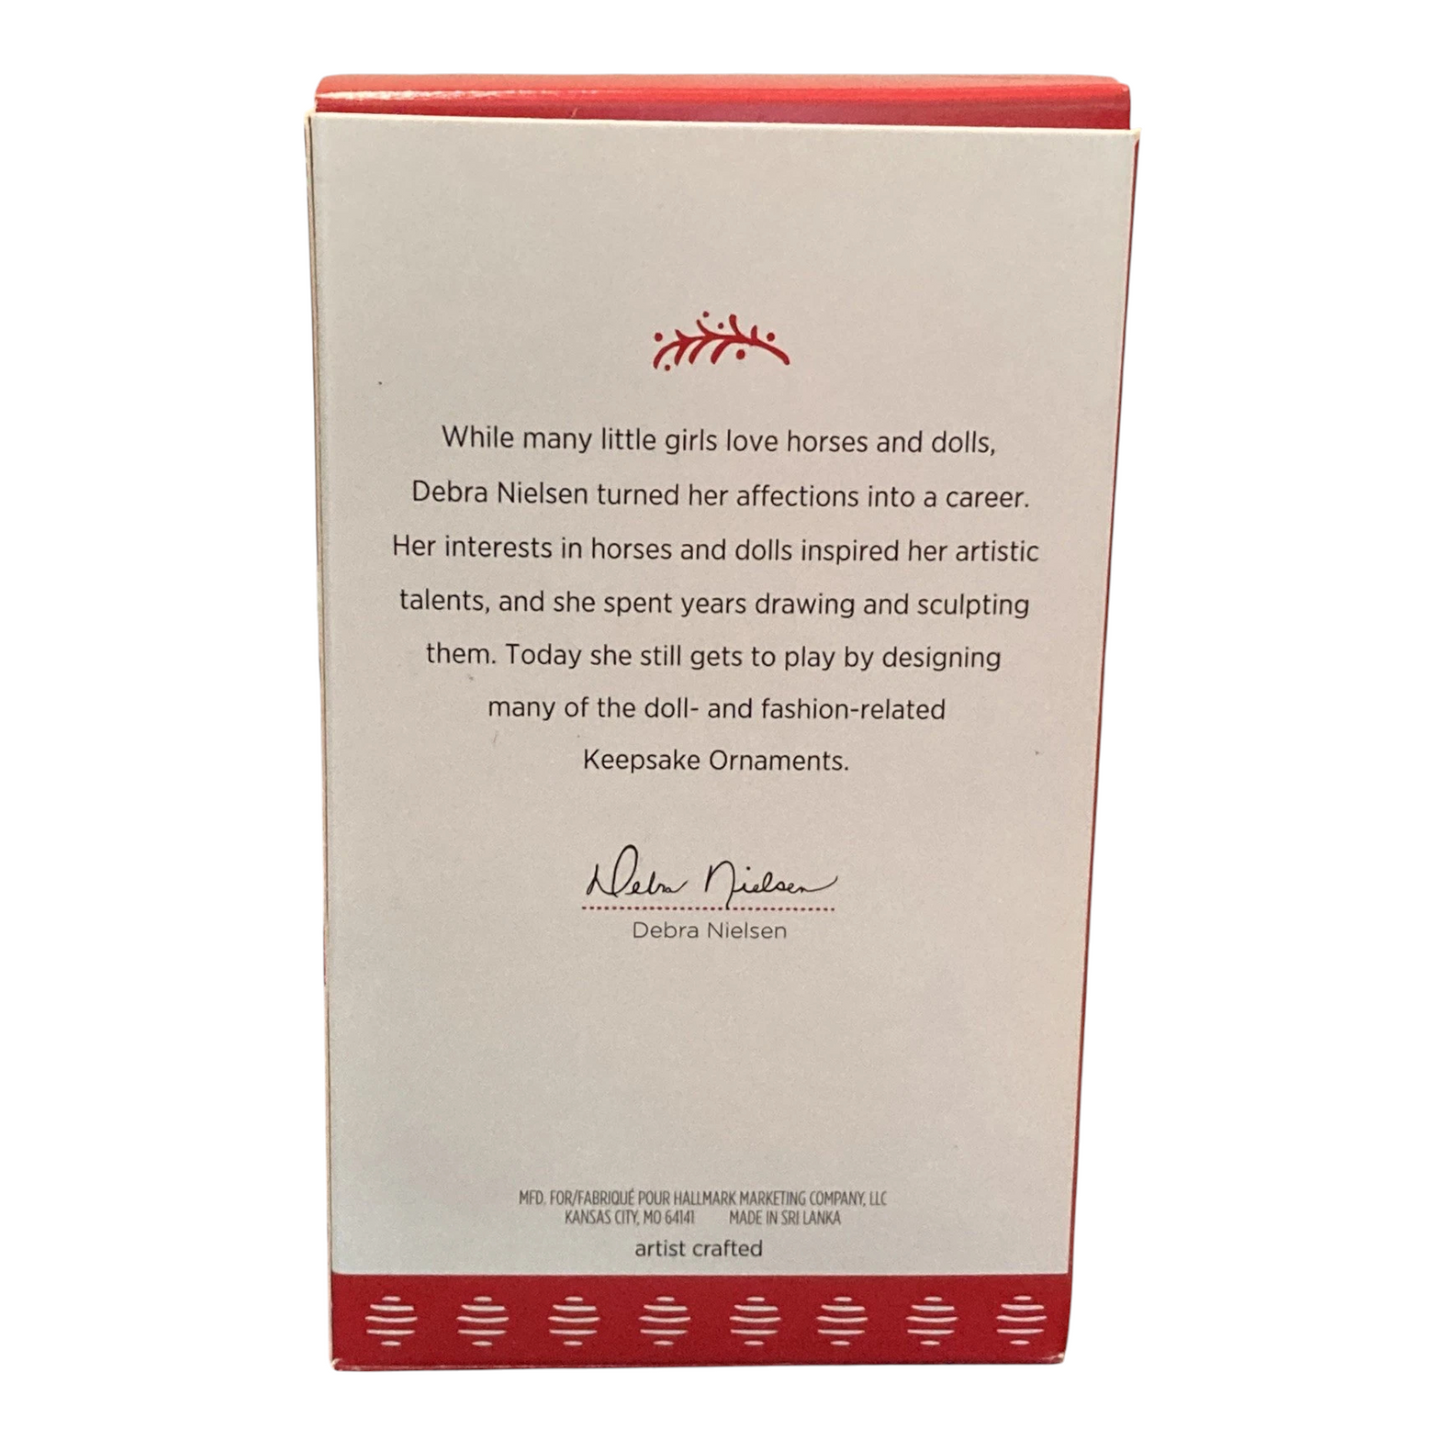 While many little girls love horses and dolls,
Debra Nielsen turned her affections into a career.
Her interests in horses and dolls inspired her artistic
talents, and she spent years drawing and sculpting
them. Today she still gets to play by designing
many of the doll- and fashion-related
Keepsake Ornaments.
Debra Nielsen
Debra Nielsen
MFD. FOR/FABRIQUÉ POUR HALLMARK MARKETING COMPANY, LLC
KANSAS CITY, MO 64141 MADE IN SRI LANKA
artist crafted